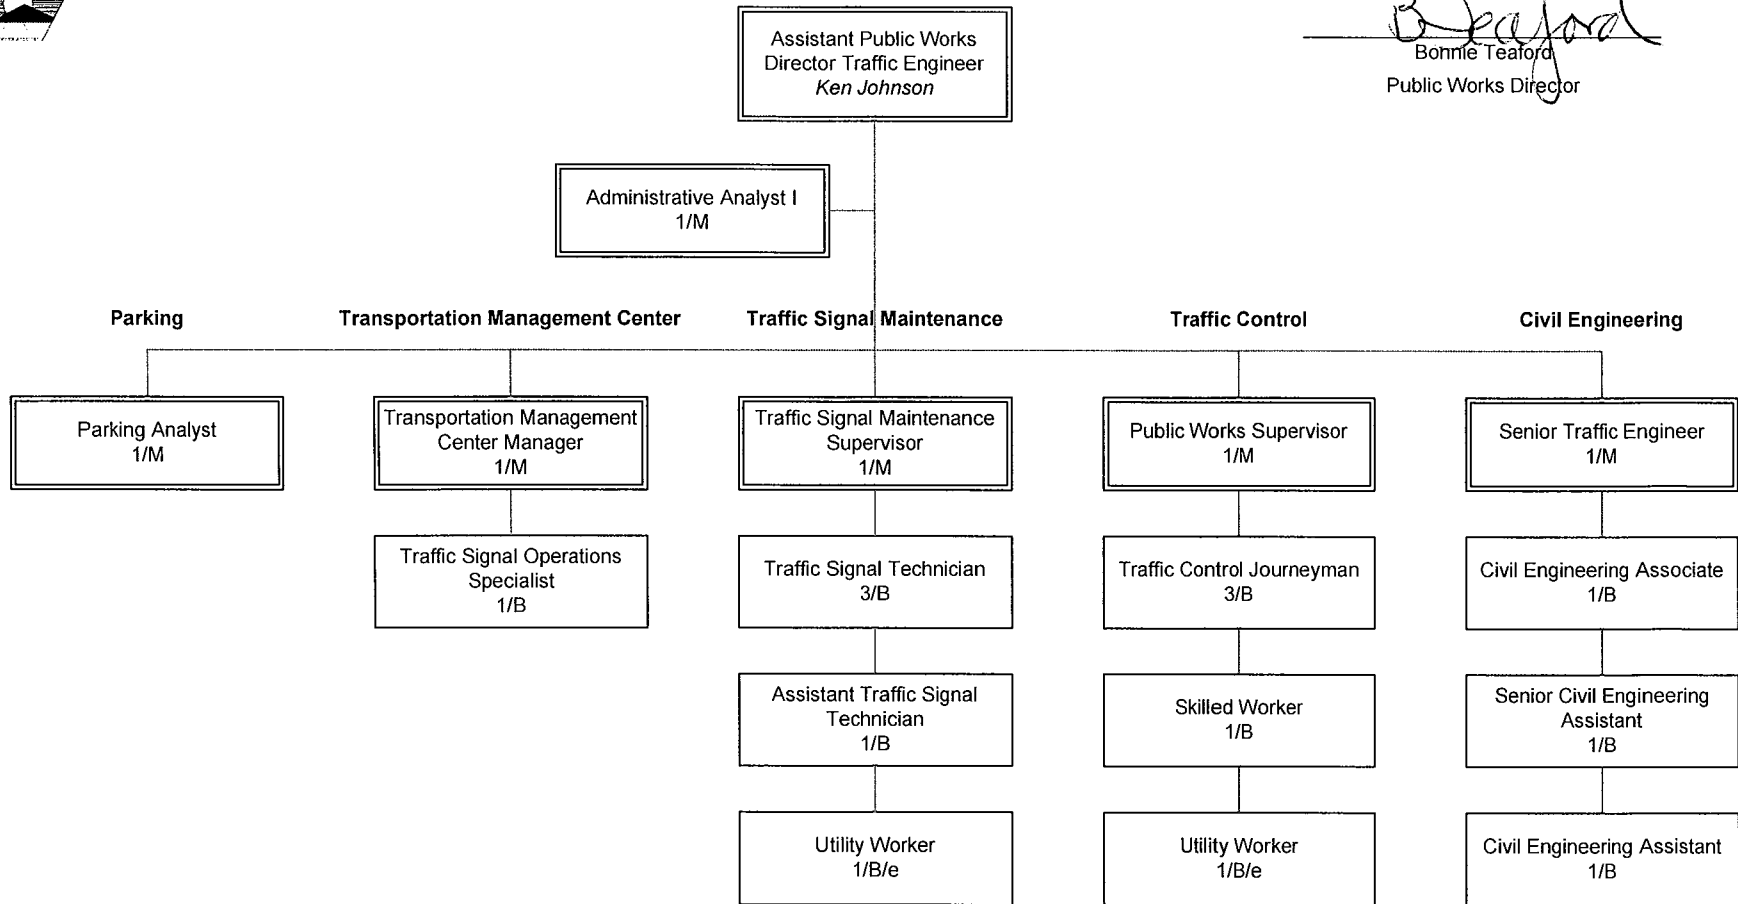 Assistant Public Works
Director Traffic Engineer
Ken Johnson
B Teaford
Bonnie Teaford
Public Works Director
Administrative Analyst I
1/M
Parking
Transportation Management Center
Traffic Signal Maintenance
Traffic Control
Civil Engineering
Parking Analyst
1/M
Transportation Management
Center Manager
1/M
Traffic Signal Maintenance
Supervisor
1/M
Public Works Supervisor
1/M
Senior Traffic Engineer
1/M
Traffic Signal Operations
Specialist
1/B
Traffic Signal Technician
3/B
Traffic Control Journeyman
3/B
Civil Engineering Associate
1/B
Assistant Traffic Signal
Technician
1/B
Skilled Worker
1/B
Senior Civil Engineering
Assistant
1/B
Utility Worker
1/B/e
Utility Worker
1/B/e
Civil Engineering Assistant
1/B